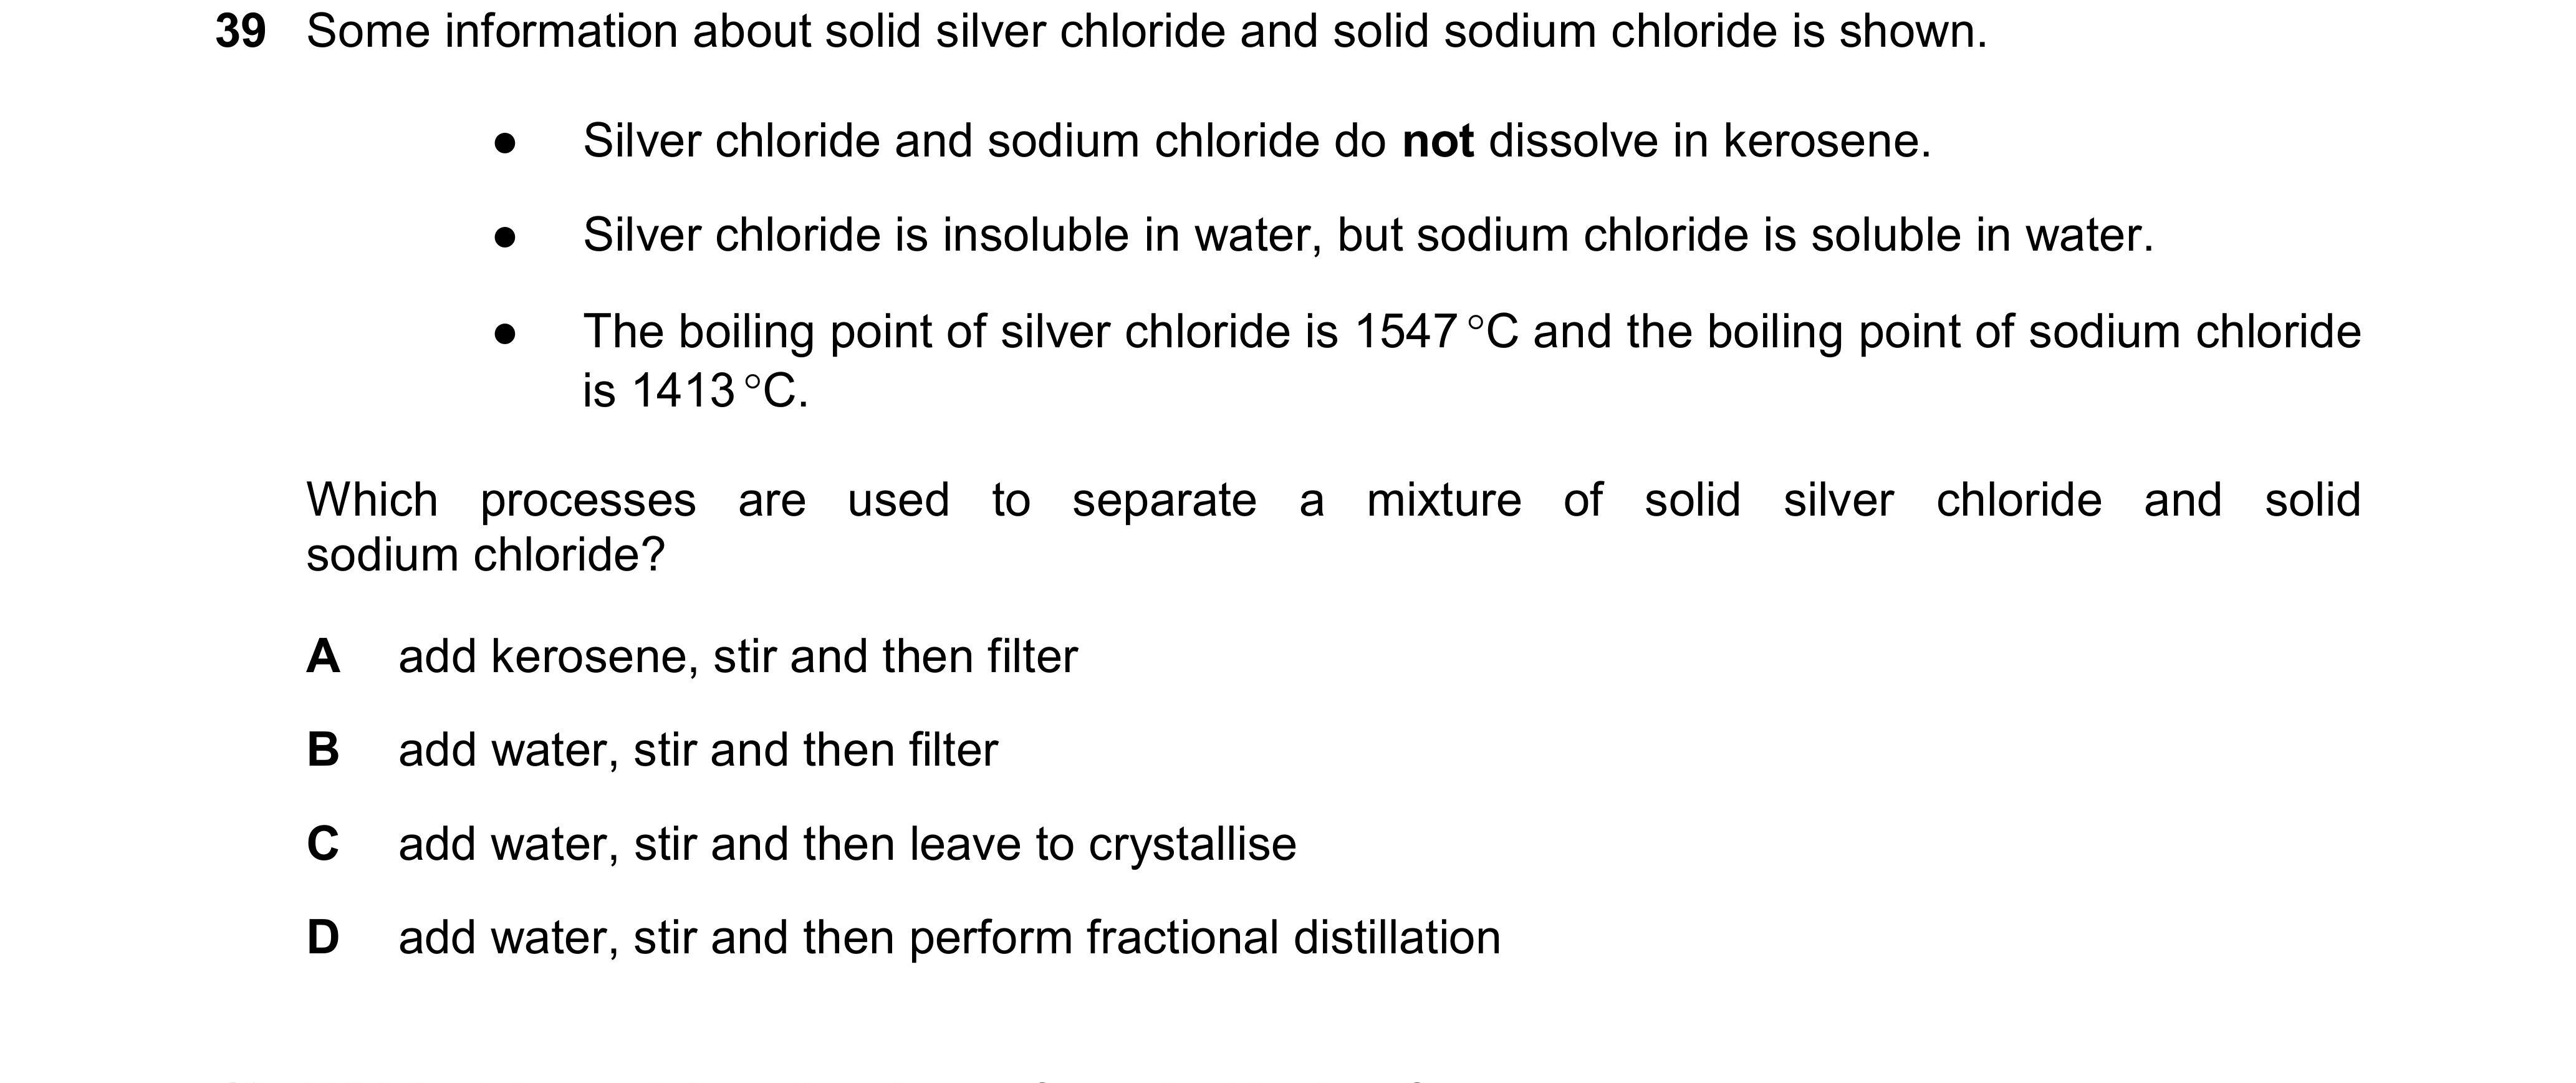 39 Some information about solid silver chloride and solid sodium chloride is shown.
● Silver chloride and sodium chloride do not dissolve in kerosene.
● Silver chloride is insoluble in water, but sodium chloride is soluble in water.
● The boiling point of silver chloride is 1547 °C and the boiling point of sodium chloride
is 1413 °C.
Which processes are used to separate a mixture of solid silver chloride and solid
sodium chloride?
A add kerosene, stir and then filter
B add water, stir and then filter
C add water, stir and then leave to crystallise
D add water, stir and then perform fractional distillation